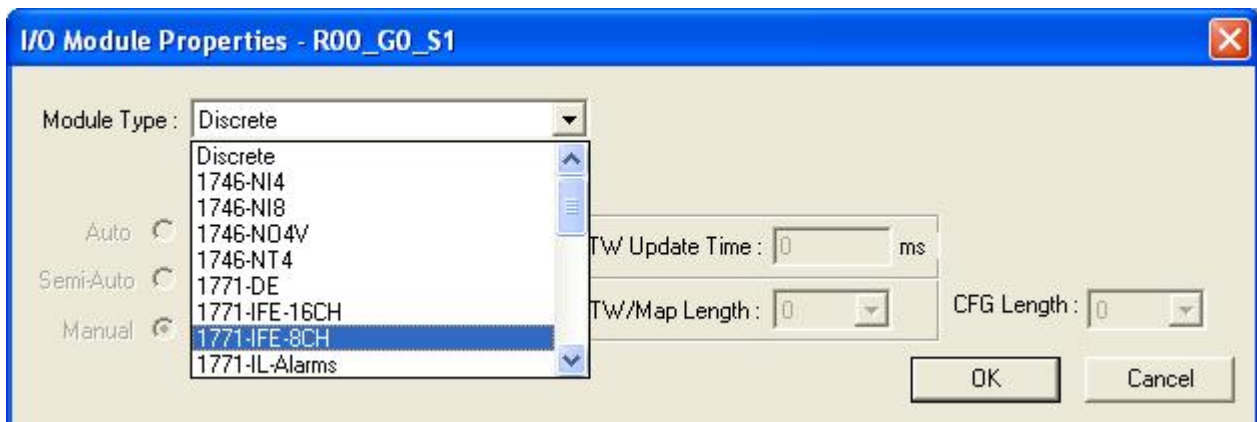 I/O Module Properties - R00_G0_S1
Module Type : Discrete
Discrete
1746-NI4
1746-NI8
1746-NO4V
1746-NT4
1771-DE
1771-IFE-16CH
1771-IFE-8CH
1771-IL-Alarms
Auto
Semi-Auto
Manual
TW Update Time : 0 ms
TW/Map Length : 0
CFG Length : 0
OK Cancel